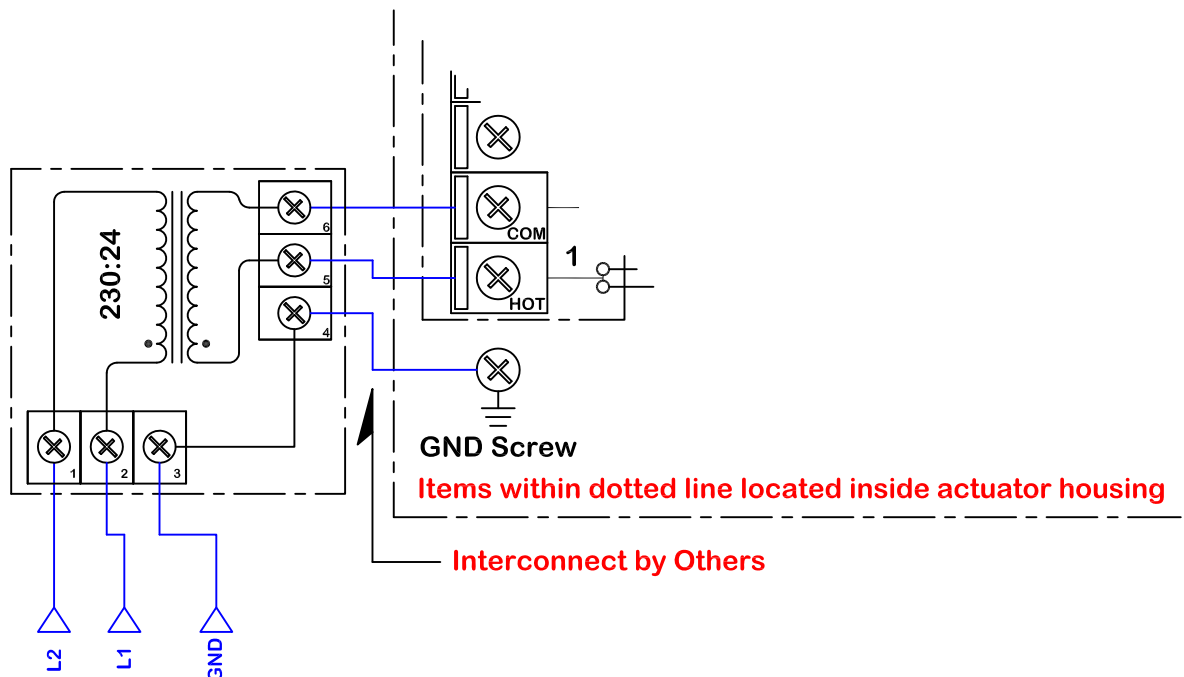 6
COM
230:24
5
1
HOT
4
GND Screw
1
2
3
Items within dotted line located inside actuator housing
Interconnect by Others
L2
L1
GND